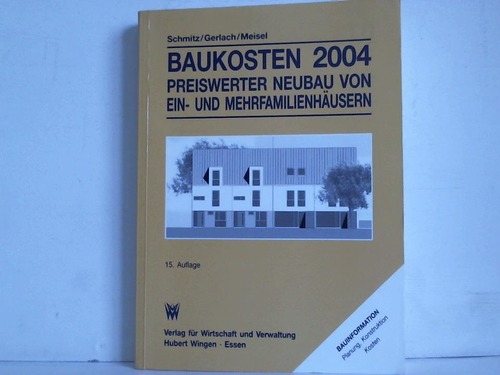 Schmitz/Gerlach/Meisel
BAUKOSTEN 2004
PREISWERTER NEUBAU VON
EIN- UND MEHRFAMILIENHÄUSERN
15. Auflage
Verlag für Wirtschaft und Verwaltung
Hubert Wingen · Essen
BAUINFORMATION
Planung, Konstruktion
Kosten